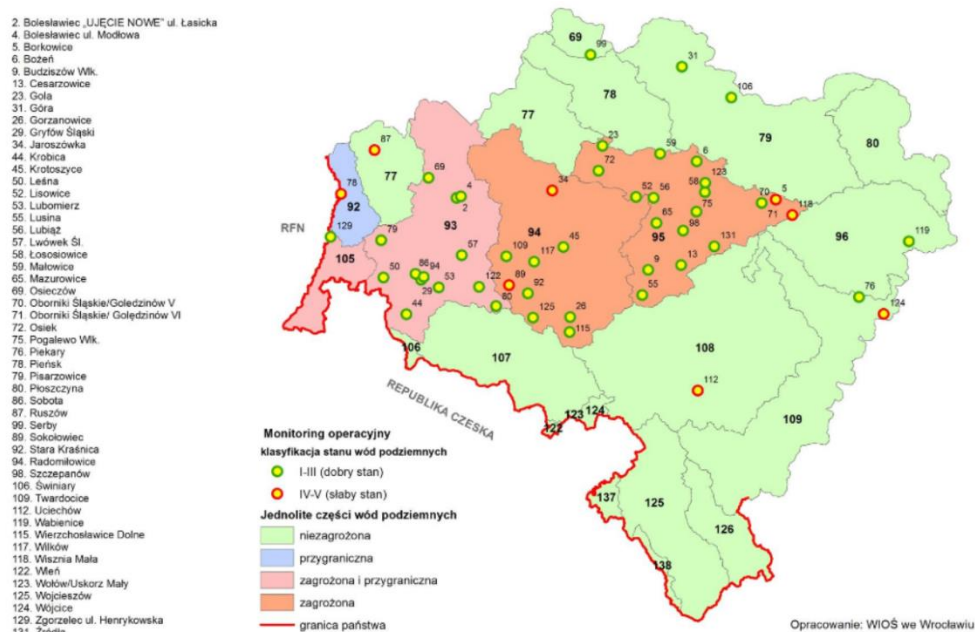 2. Bolesławiec „UJĘCIE NOWE" ul. Łasicka
4. Bolesławiec ul. Modłowa
5. Borkowice
6. Bożeń
9. Budziszów Wlk.
13. Cesarzowice
23. Gola
31. Góra
26. Gorzanowice
29. Gryfów Śląski
34. Jaroszówka
44. Krobica
45. Krotoszyce
50. Leśna
52. Lisowice
53. Lubomierz
55. Lusina
56. Lubiąż
57. Lwówek Śl.
58. Łososiowice
59. Małowice
65. Mazurowice
69. Osieczów
70. Oborniki Śląskie/Golędzinów V
71. Oborniki Śląskie/ Golędzinów VI
72. Osiek
75. Pogalewo Wlk.
76. Piekary
78. Pieńsk
79. Pisarzowice
80. Płoszczyna
86. Sobota
87. Ruszów
99. Serby
89. Sokołowiec
92. Stara Kraśnica
94. Radomiłowice
98. Szczepanów
106. Świniary
109. Twardocice
112. Uciechów
119. Wabienice
115. Wierzchosławice Dolne
117. Wilków
118. Wisznia Mała
122. Wleń
123. Wołów/Uskorz Mały
125. Wojcieszów
124. Wójcice
129. Zgorzelec ul. Henrykowska
131. Źródła
69
99
31
78
106
77
79
80
23
59
6
87
72
123
77
69
34
58
78
4
52
56
75
70
5
92
2
71
118
129
79
93
94
65
98
95
131
96
119
RFN
105
57
109
45
117
9
13
50
86
94
29
53
122
89
92
55
76
44
80
125
26
124
115
106
107
108
REPUBLIKA CZESKA
112
109
123
124
122
Monitoring operacyjny
klasyfikacja stanu wód podziemnych
I-III (dobry stan)
IV-V (słaby stan)
Jednolite części wód podziemnych
niezagrożona
przygraniczna
zagrożona i przygraniczna
zagrożona
granica państwa
137
125
126
138
Opracowanie: WIOŚ we Wrocławiu